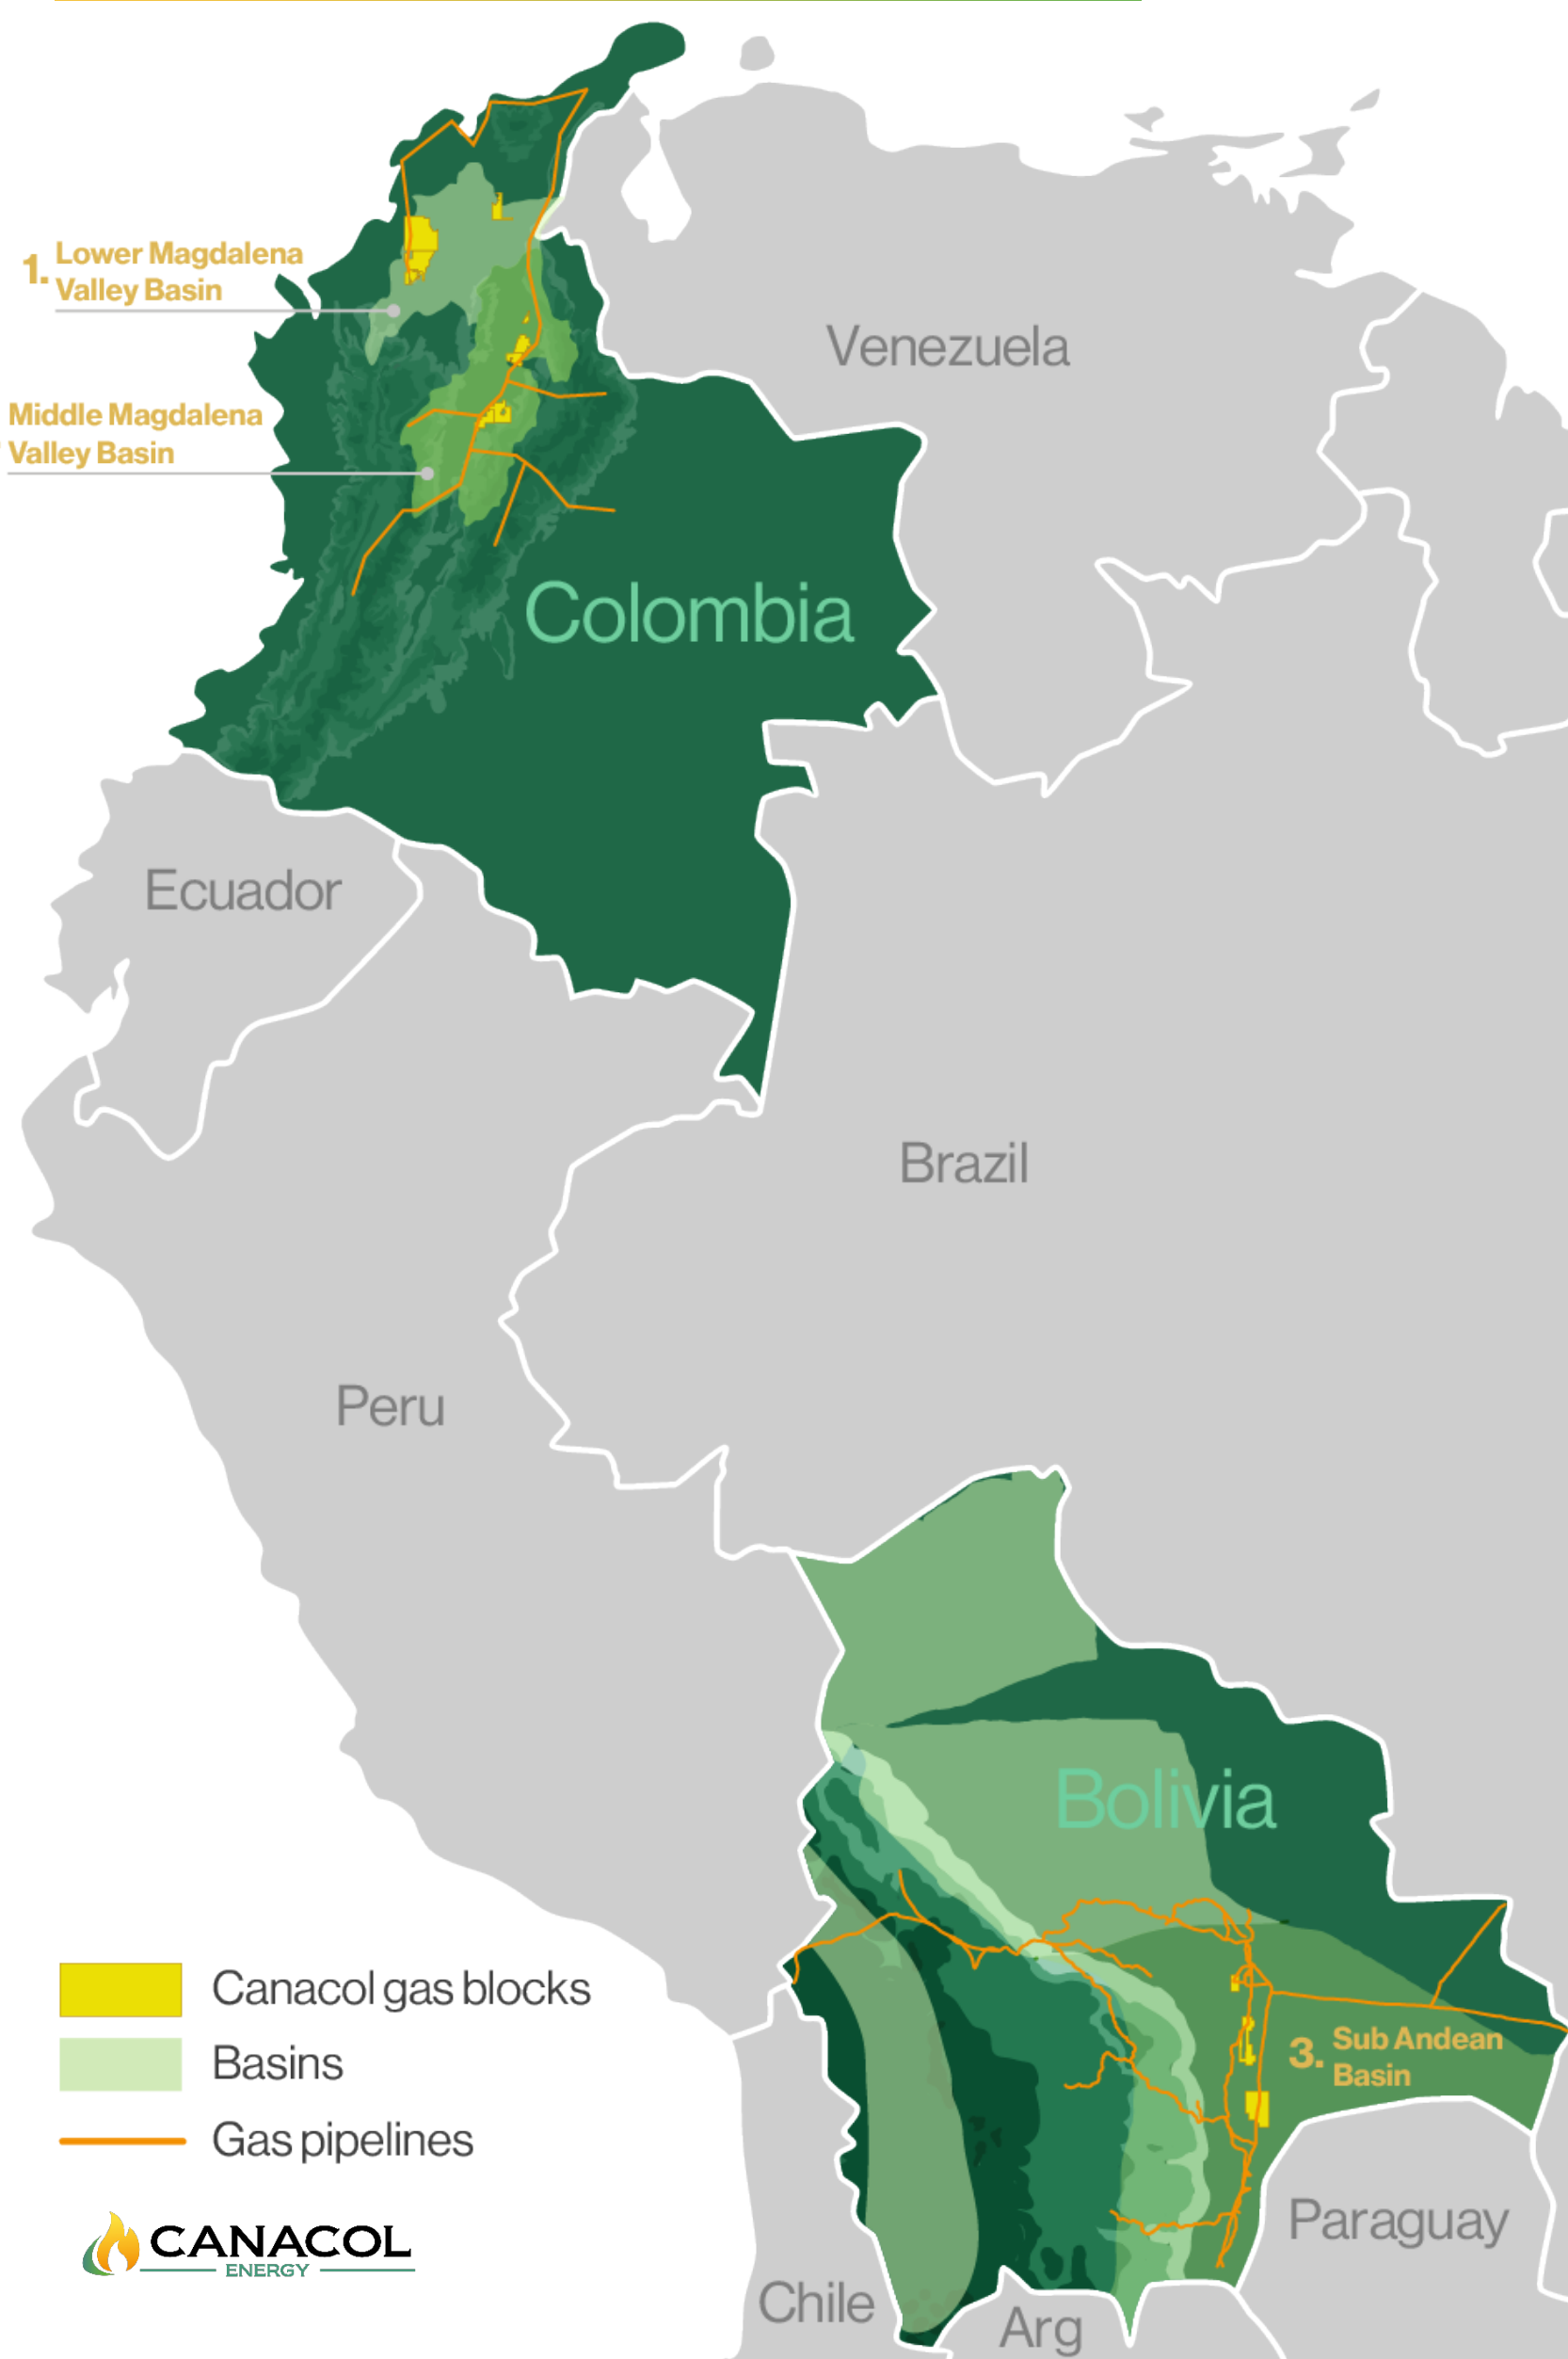 1. Lower Magdalena
Valley Basin
Venezuela
Middle Magdalena
Valley Basin
Colombia
Ecuador
Brazil
Peru
Bolivia
3. Sub Andean
Basin
Canacol gas blocks
Basins
Gas pipelines
Paraguay
CANACOL
ENERGY
Chile
Arg